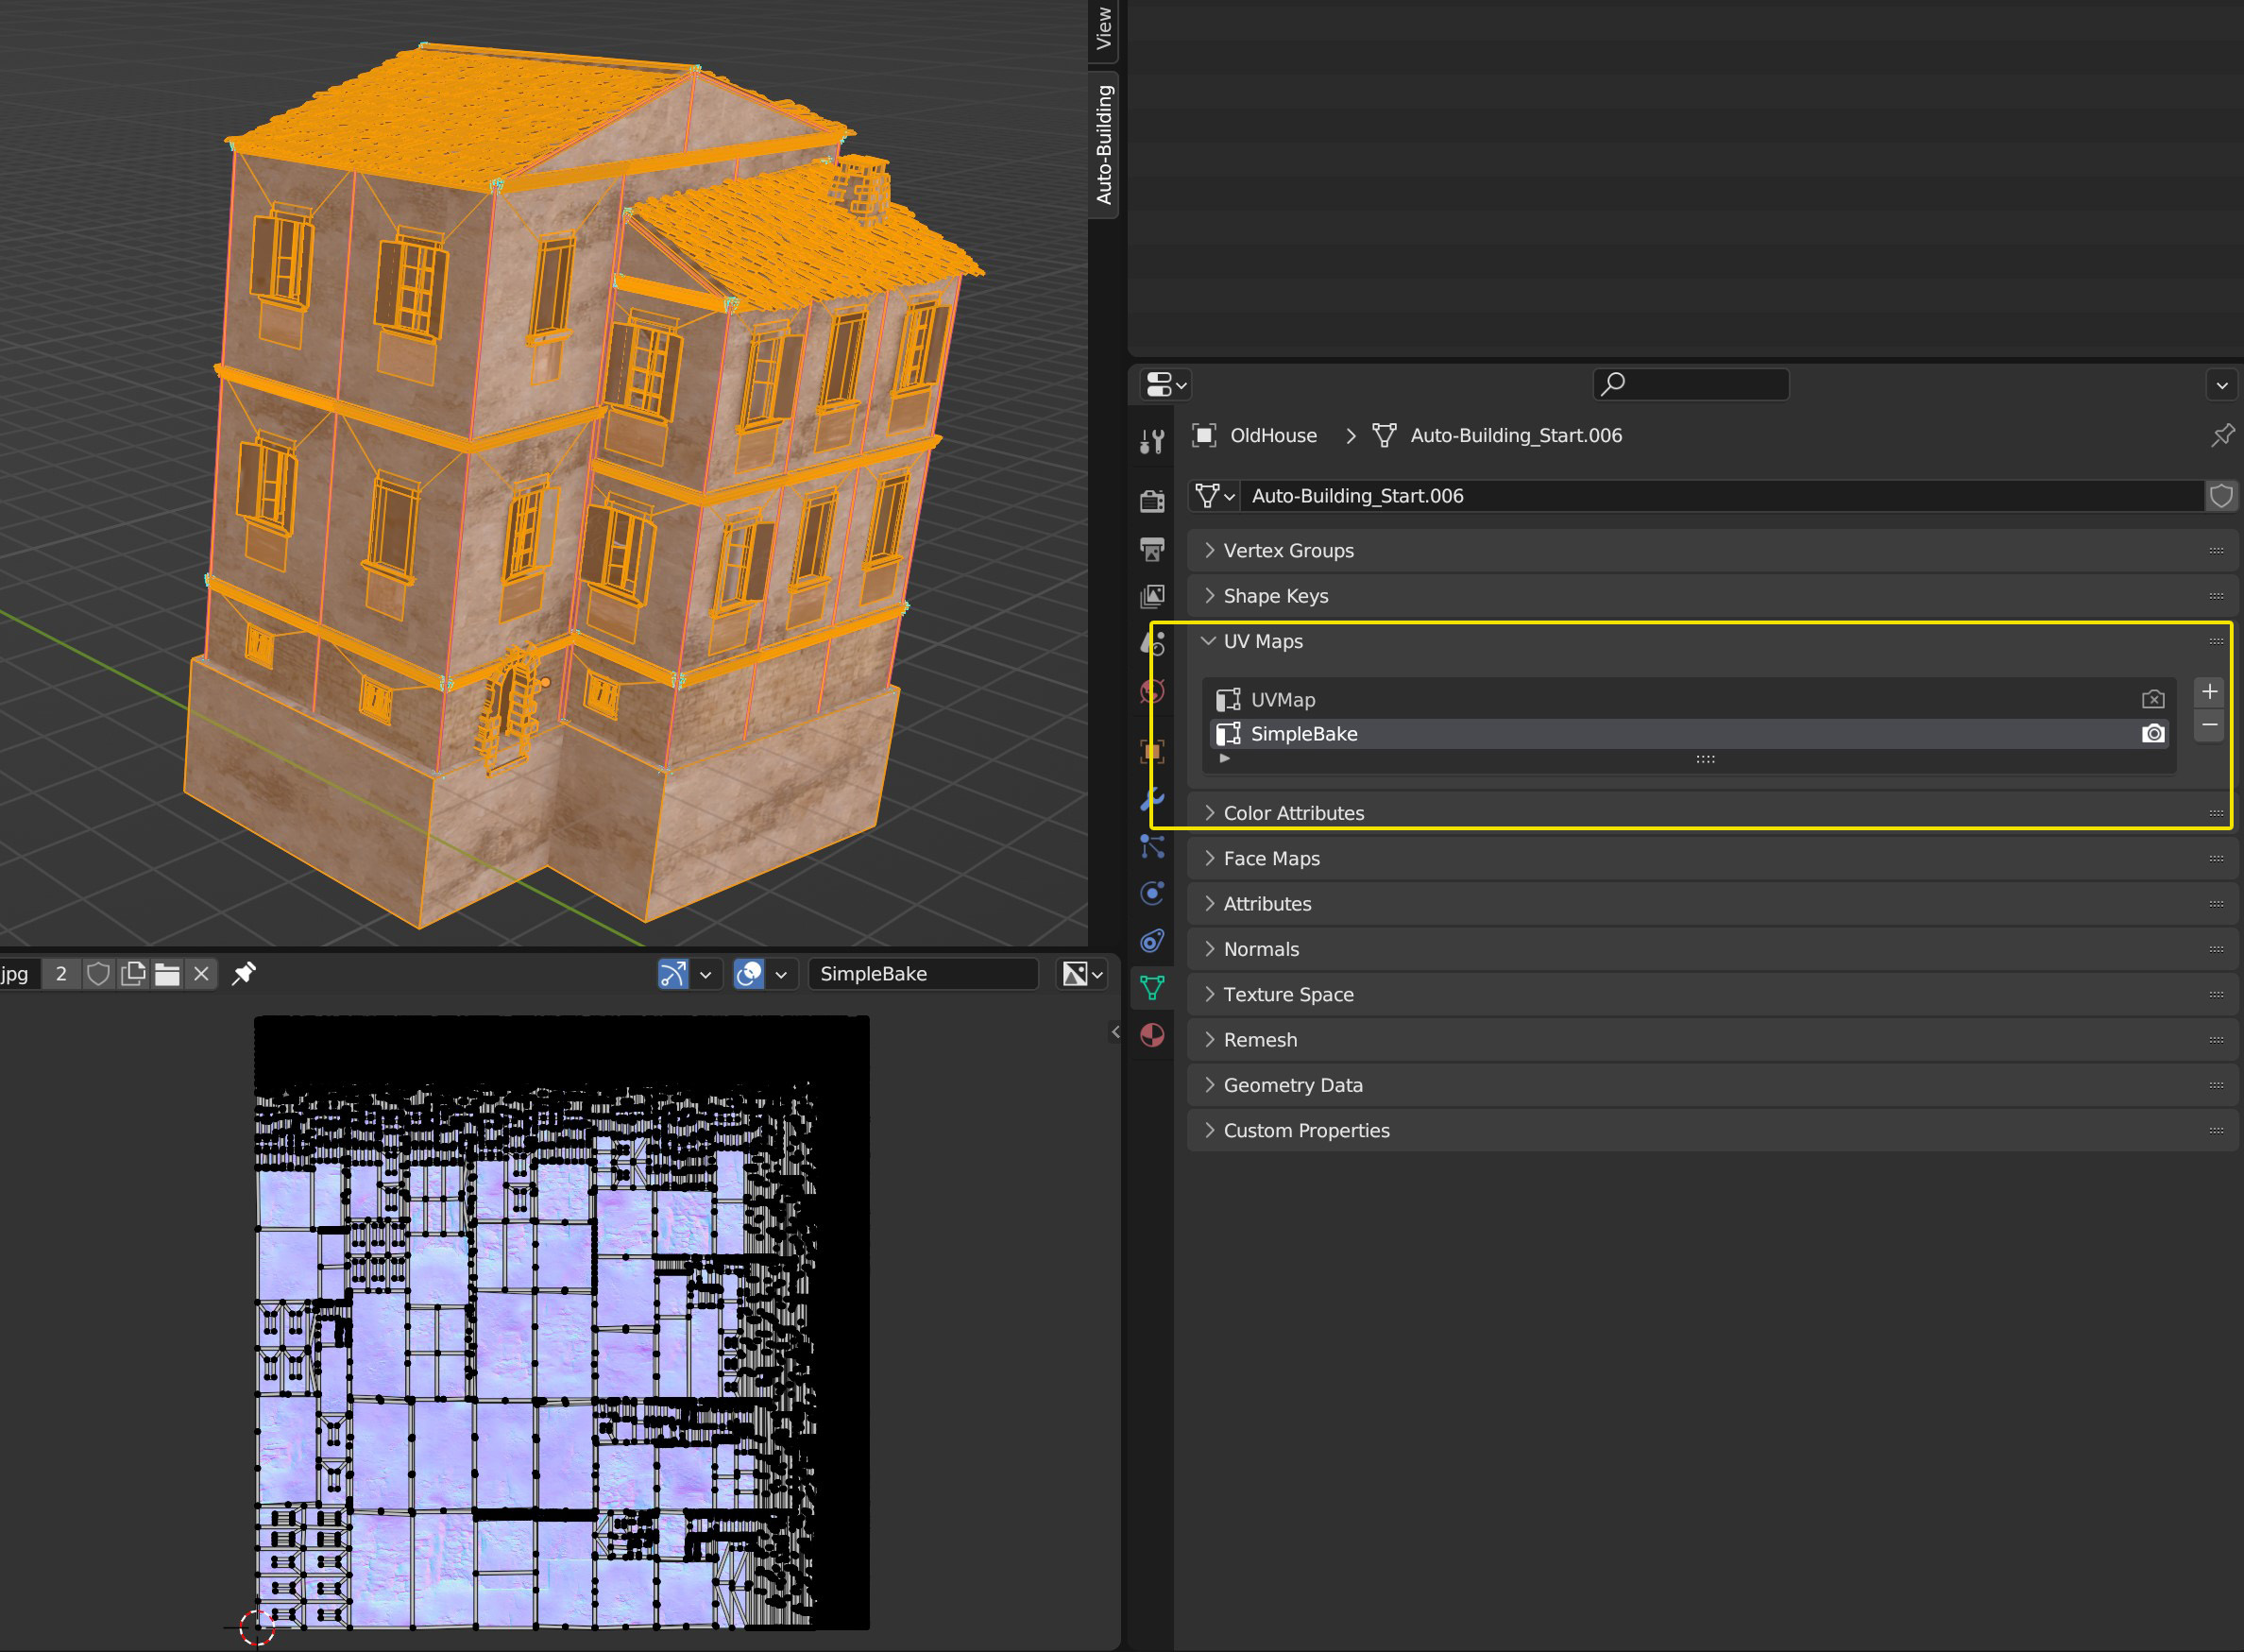 View
Auto-Building
OldHouse
Auto-Building_Start.006
Auto-Building_Start.006
Vertex Groups
Shape Keys
UV Maps
UVMap
SimpleBake
Color Attributes
Face Maps
Attributes
Normals
Texture Space
Remesh
Geometry Data
Custom Properties
jpg
2
SimpleBake